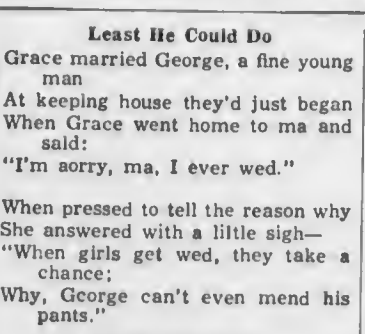 Least He Could Do
Grace married George, a fine young
man
At keeping house they'd just began
When Grace went home to ma and
said:
"I'm sorry, ma, I ever wed."
When pressed to tell the reason why
She answered with a little sigh—
"When girls get wed, they take a
chance;
Why, George can't even mend his
pants."